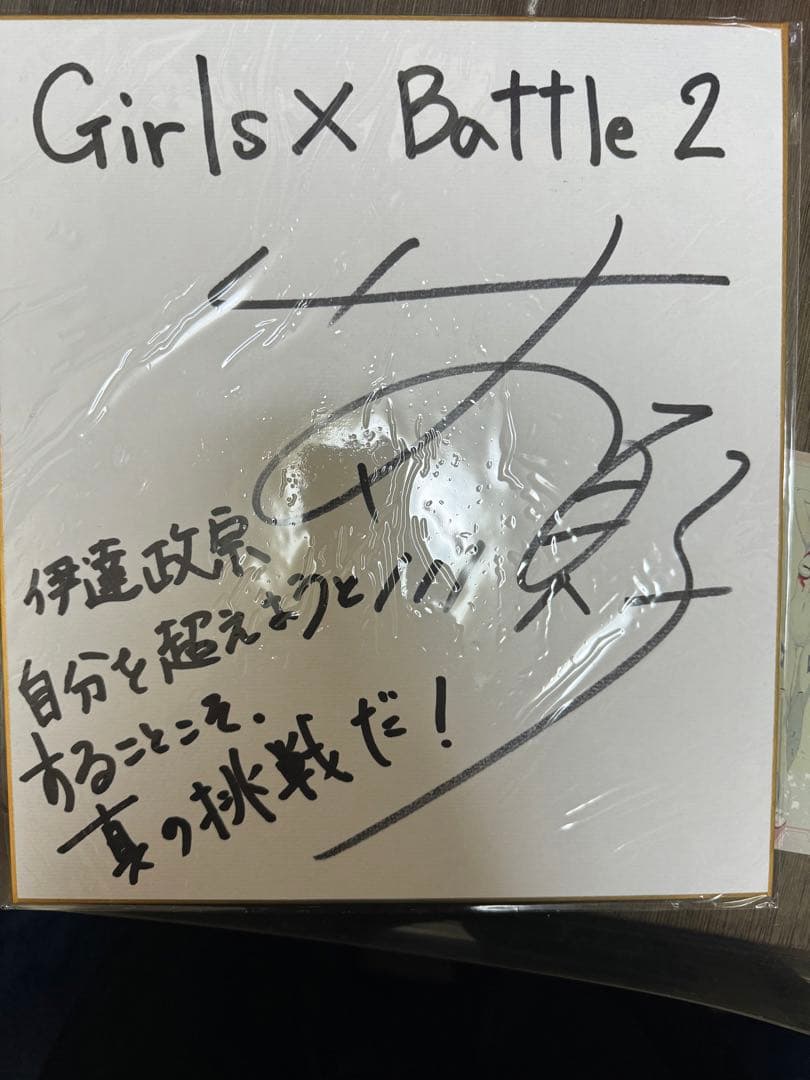 Girls × Battle 2
伊達政宗
自分を超えようと
することこそ、
真の挑戦だ!